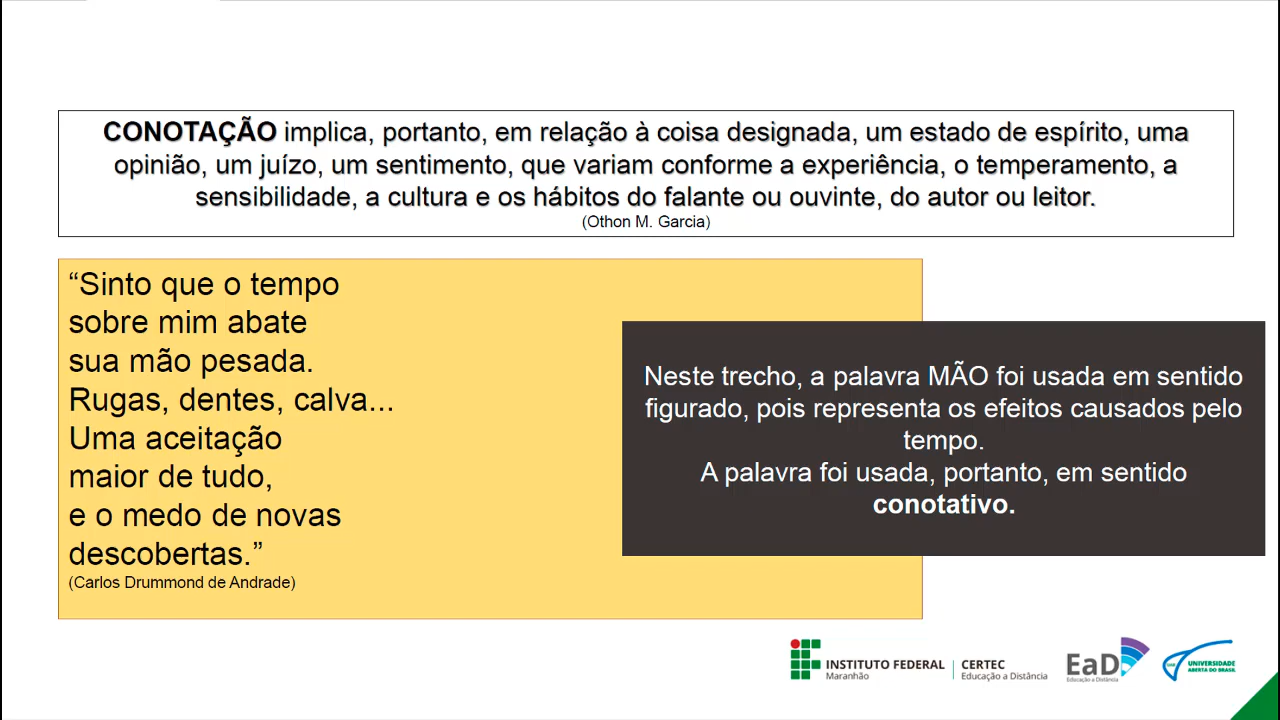 CONOTAÇÃO implica, portanto, em relação à coisa designada, um estado de espírito, uma
opinião, um juízo, um sentimento, que variam conforme a experiência, o temperamento, a
sensibilidade, a cultura e os hábitos do falante ou ouvinte, do autor ou leitor.
(Othon M. Garcia)
“Sinto que o tempo
sobre mim abate
sua mão pesada.
Rugas, dentes, calva...
Uma aceitação
maior de tudo,
e o medo de novas
descobertas.”
(Carlos Drummond de Andrade)
Neste trecho, a palavra MÃO foi usada em sentido
figurado, pois representa os efeitos causados pelo
tempo.
A palavra foi usada, portanto, em sentido
conotativo.
INSTITUTO FEDERAL
Maranhão
CERTEC
Educação a Distância
EaD
Educação a Distância
UAB
UNIVERSIDADE
ABERTA DO BRASIL